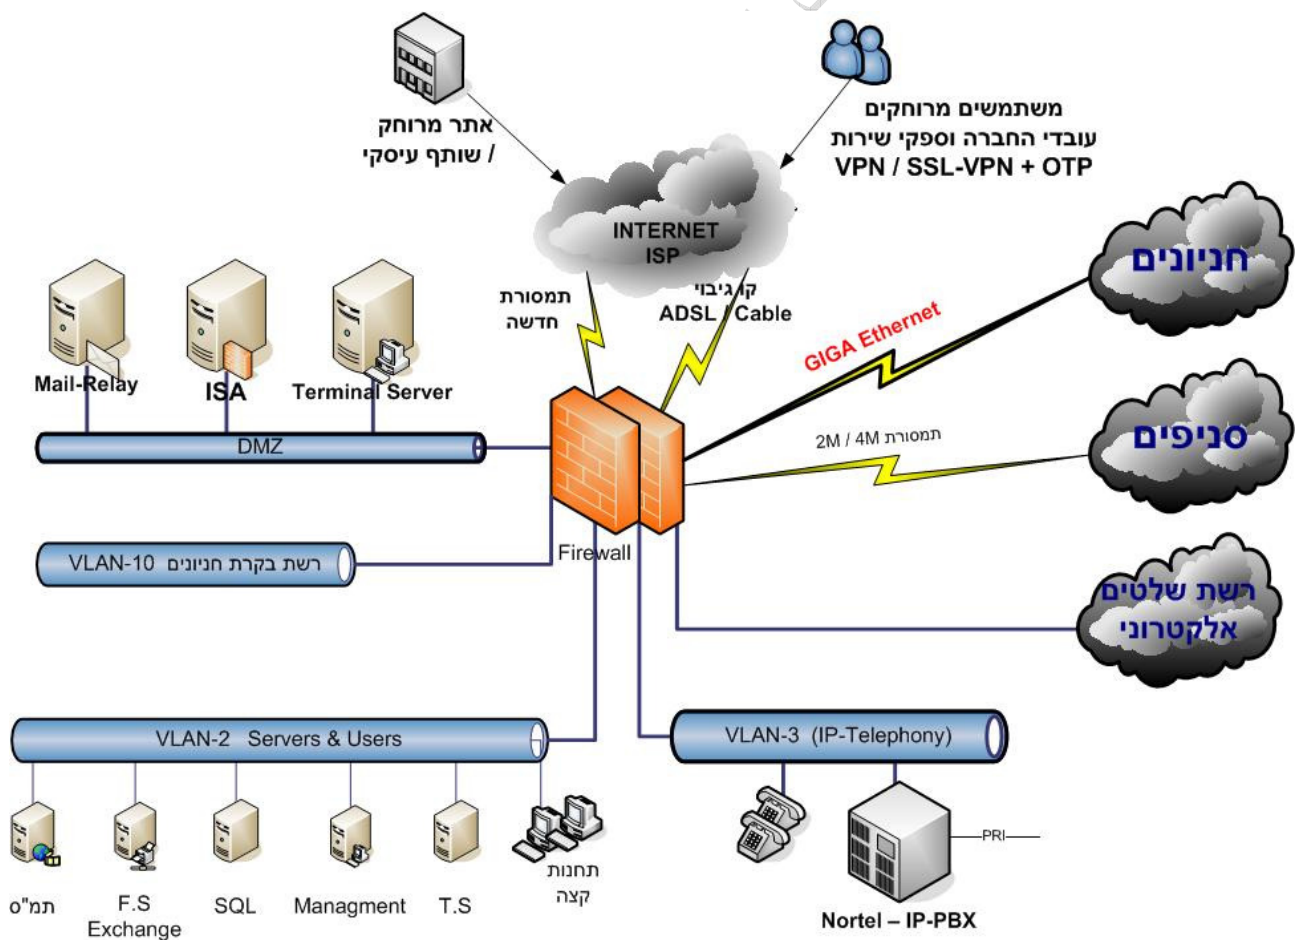 אתר מרוחק
/ שותף עיסקי
משתמשים מרוחקים
עובדי החברה וספקי שירות
VPN / SSL-VPN + OTP
INTERNET
ISP
תמסורת
חדשה
קו גיבוי
ADSL / Cable
GIGA Ethernet
חניונים
Mail-Relay
ISA
Terminal Server
DMZ
תמסורת 2M / 4M
סניפים
Firewall
VLAN-10 רשת בקרת חניונים
רשת שלטים
אלקטרוני
VLAN-2 Servers & Users
VLAN-3 (IP-Telephony)
PRI
תמ"ס
F.S
Exchange
SQL
Managment
T.S
תחנות
קצה
Nortel – IP-PBX